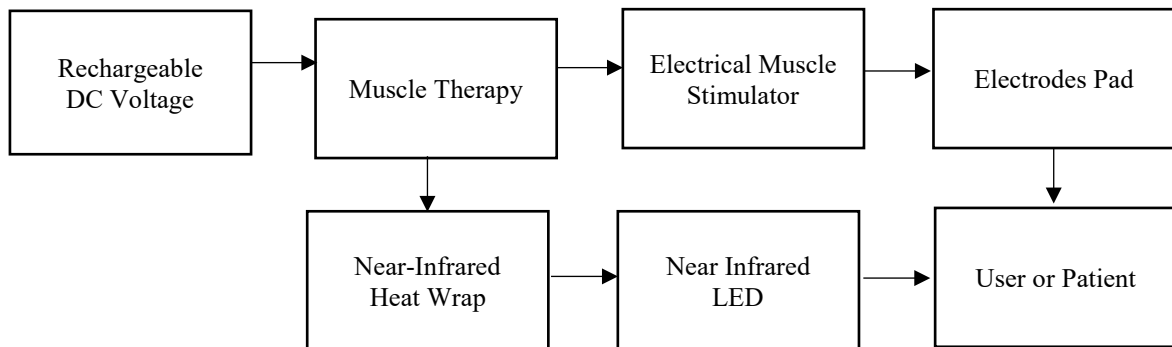 Rechargeable
DC Voltage
Muscle Therapy
Electrical Muscle
Stimulator
Electrodes Pad
Near-Infrared
Heat Wrap
Near Infrared
LED
User or Patient